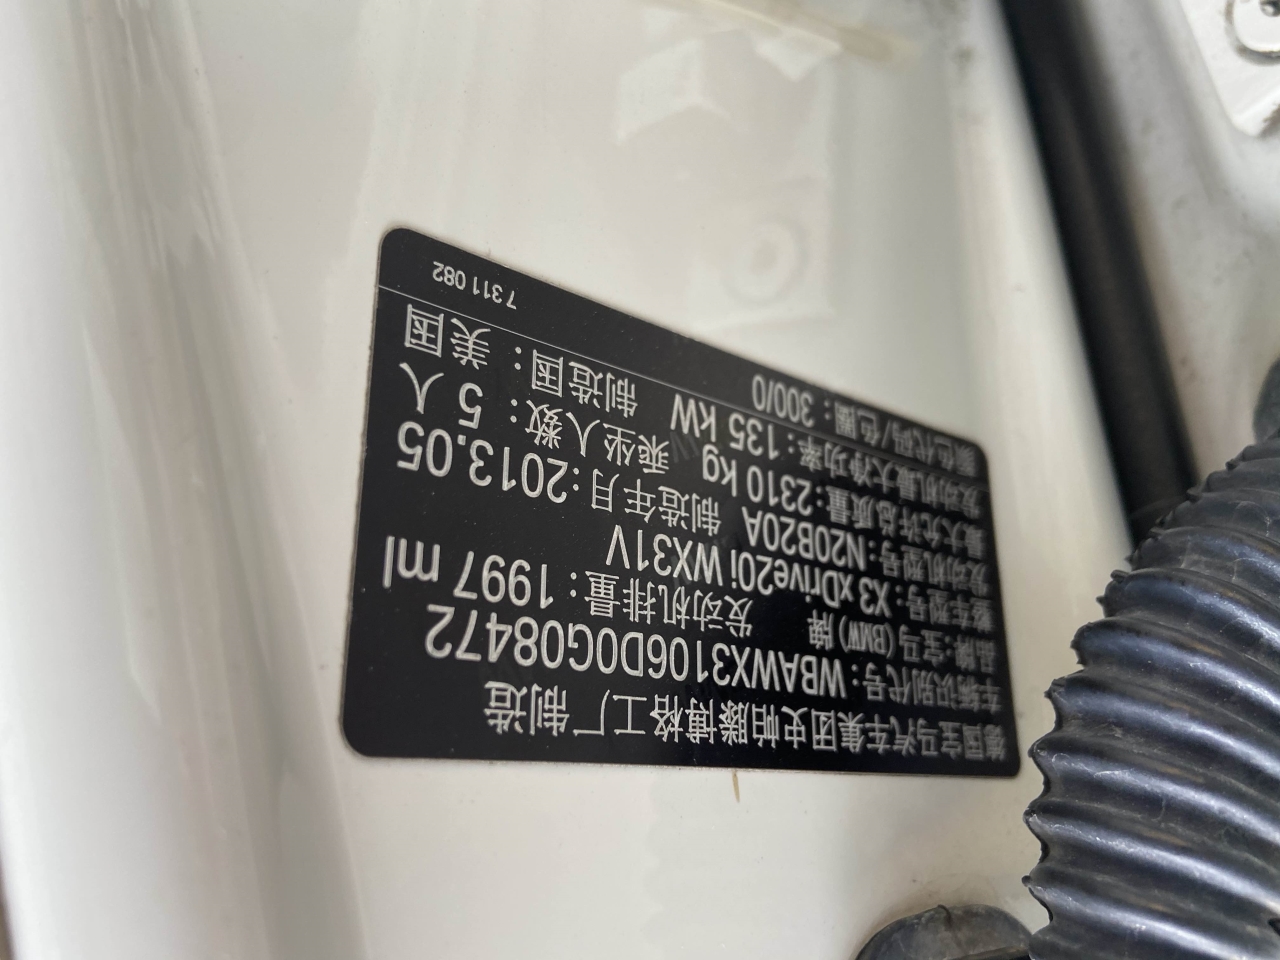 德国宝马汽车集团史帕滕博格工厂 制造
车辆识别代号:WBAWX3106D0G08472
品牌:宝马(BMW)牌 发动机排量:1997 ml
整车型号:X3 xDrive20i WX31V
发动机型号:N20B20A 制造年月:2013.05
最大允许总质量:2310 kg 乘坐人数:5 人
发动机最大净功率:135 kW 制造国:美国
颜色代码/色圈:300/0
7311 082